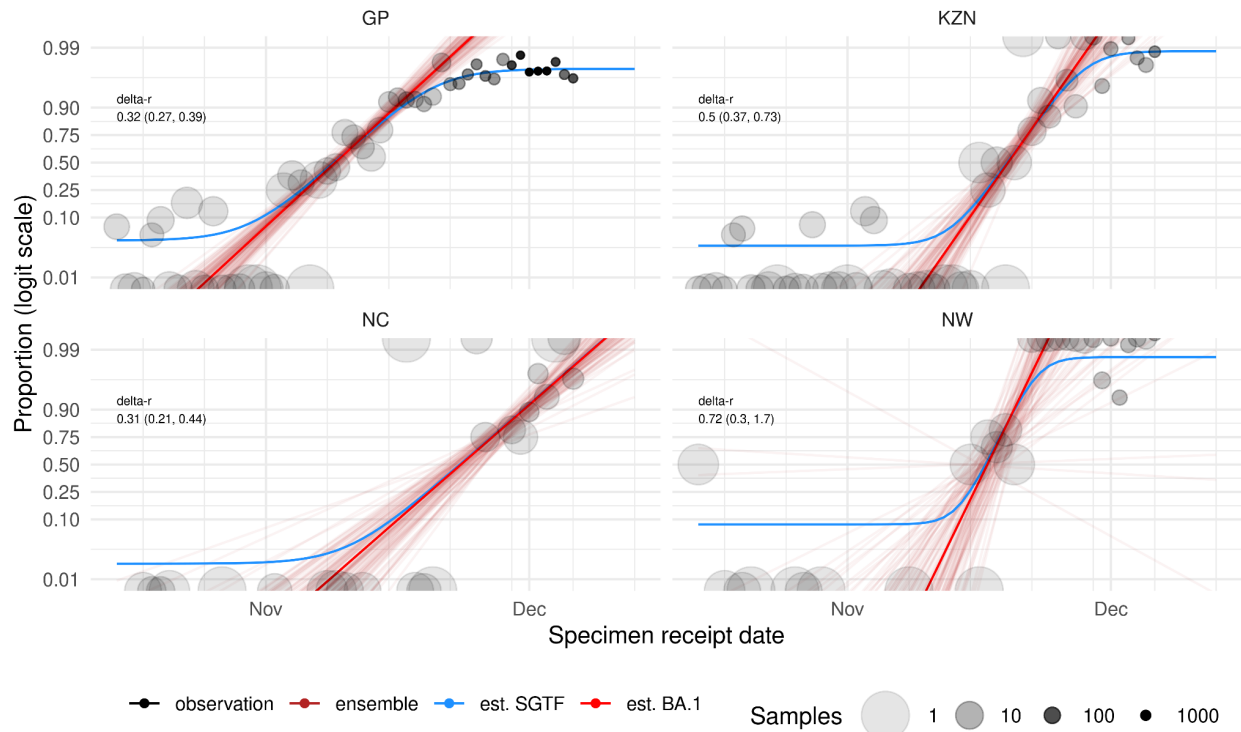 GP
KZN
0.99
0.90
0.75
0.50
0.25
0.10
0.01
delta-r
0.32 (0.27, 0.39)
delta-r
0.5 (0.37, 0.73)
NC
NW
0.99
0.90
0.75
0.50
0.25
0.10
0.01
delta-r
0.31 (0.21, 0.44)
delta-r
0.72 (0.3, 1.7)
Proportion (logit scale)
Nov
Dec
Nov
Dec
Specimen receipt date
observation
ensemble
est. SGTF
est. BA.1
Samples
1
10
100
1000